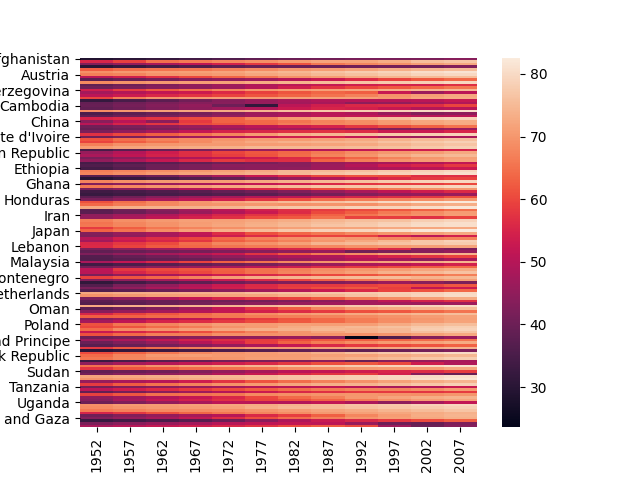 fghanistan
Austria
erzegovina
Cambodia
China
te d'Ivoire
n Republic
Ethiopia
Ghana
Honduras
Iran
Japan
Lebanon
Malaysia
ontenegro
etherlands
Oman
Poland
d Principe
k Republic
Sudan
Tanzania
Uganda
and Gaza
1952
1957
1962
1967
1972
1977
1982
1987
1992
1997
2002
2007
80
70
60
50
40
30